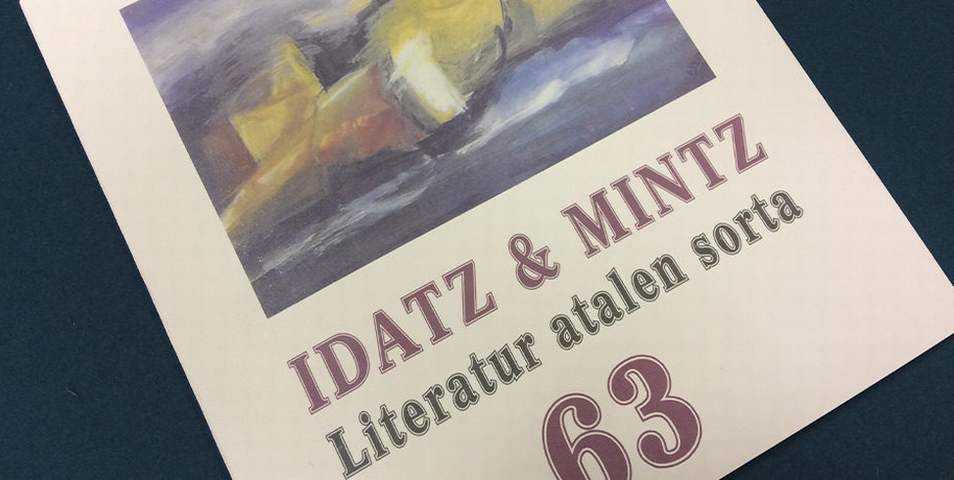 IDATZ & MINTZ
Literatur atalen sorta
63